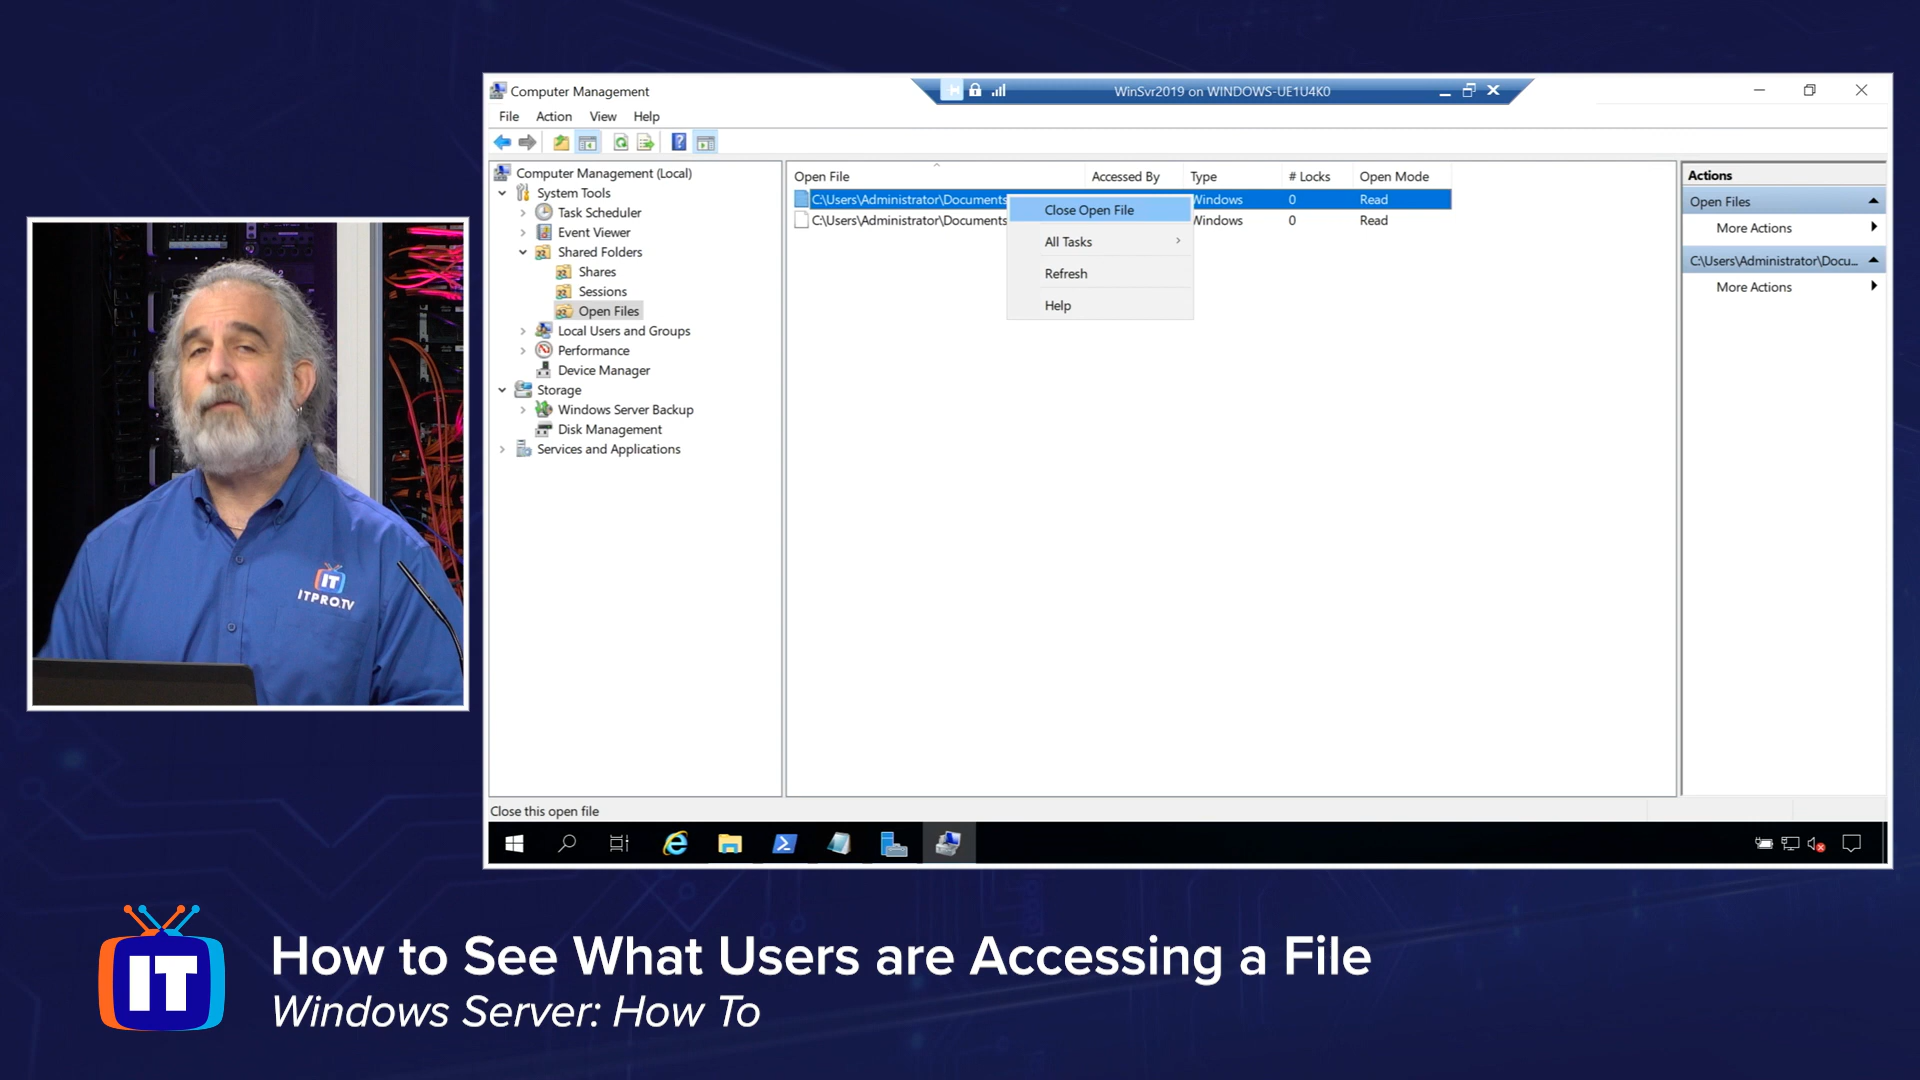 Computer Management
WinSvr2019 on WINDOWS-UE1U4K0
File Action View Help
Computer Management (Local)
System Tools
Task Scheduler
Event Viewer
Shared Folders
Shares
Sessions
Open Files
Local Users and Groups
Performance
Device Manager
Storage
Windows Server Backup
Disk Management
Services and Applications
Open File Accessed By Type # Locks Open Mode
C:\Users\Administrator\Documents Windows 0 Read
C:\Users\Administrator\Documents Windows 0 Read
Close Open File
All Tasks
Refresh
Help
Actions
Open Files
More Actions
C:\Users\Administrator\Docu...
More Actions
Close this open file
IT
ITPRO.TV
IT
How to See What Users are Accessing a File
Windows Server: How To